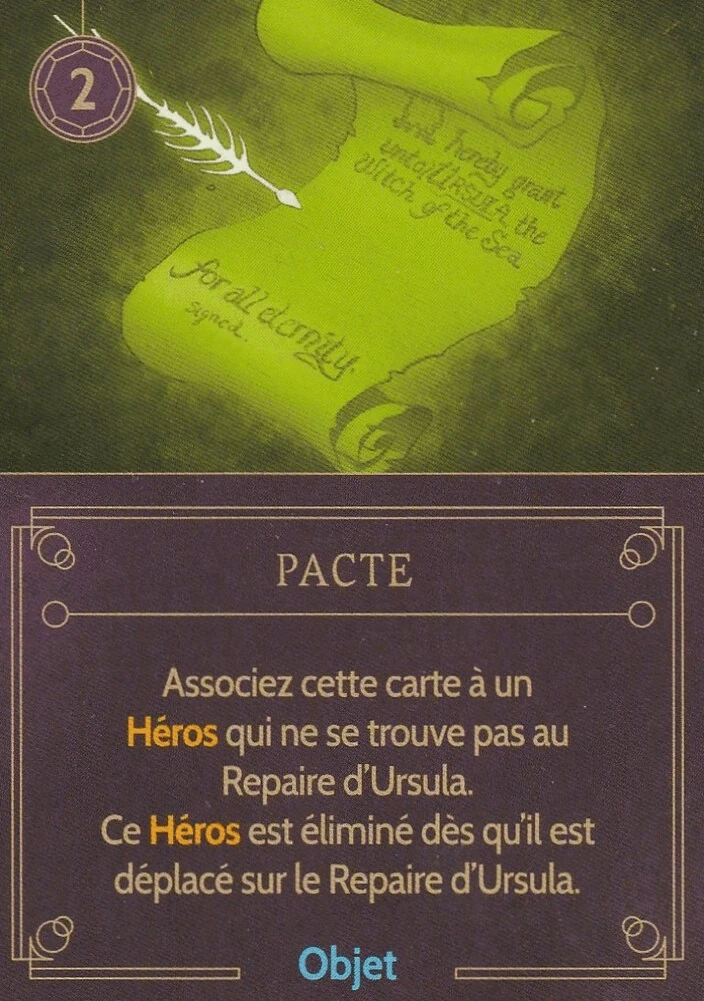 2
and hereby grant
unto URSULA, the
Witch of the Sea
for all eternity.
signed.
PACTE
Associez cette carte à un
Héros qui ne se trouve pas au
Repaire d'Ursula.
Ce Héros est éliminé dès qu'il est
déplacé sur le Repaire d'Ursula.
Objet